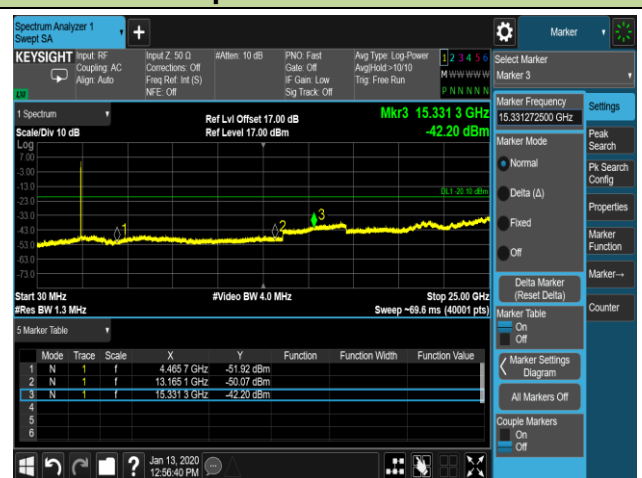 Spectrum Analyzer 1
Swept SA
Marker
KEYSIGHT Input: RF
Coupling: AC
Align: Auto
Input Z: 50 Ω
Corrections: Off
Freq Ref: Int (S)
NFE: Off
#Atten: 10 dB
PNO: Fast
Gate: Off
IF Gain: Low
Sig Track: Off
Avg Type: Log-Power
Avg|Hold:>10/10
Trig: Free Run
1 2 3 4 5 6
M W W W W W
P N N N N N
LXI
Select Marker
Marker 3
1 Spectrum
Scale/Div 10 dB
Log
Ref Lvl Offset 17.00 dB
Ref Level 17.00 dBm
Mkr3 15.331 3 GHz
-42.20 dBm
7.00
-3.00
-13.0
-23.0
-33.0
-43.0
-53.0
-63.0
-73.0
DL1 -20.10 dBm
1
2
3
Start 30 MHz
#Res BW 1.3 MHz
#Video BW 4.0 MHz
Stop 25.00 GHz
Sweep ~69.6 ms (40001 pts)
5 Marker Table
Mode Trace Scale X Y Function Function Width Function Value
1 N 1 f 4.465 7 GHz -51.92 dBm
2 N 1 f 13.165 1 GHz -50.07 dBm
3 N 1 f 15.331 3 GHz -42.20 dBm
4
5
6
Marker Frequency
15.331272500 GHz
Marker Mode
Normal
Delta (Δ)
Fixed
Off
Delta Marker
(Reset Delta)
Marker Table
On
Off
Marker Settings
Diagram
All Markers Off
Couple Markers
On
Off
Settings
Peak
Search
Pk Search
Config
Properties
Marker
Function
Marker→
Counter
?
Jan 13, 2020
12:56:40 PM